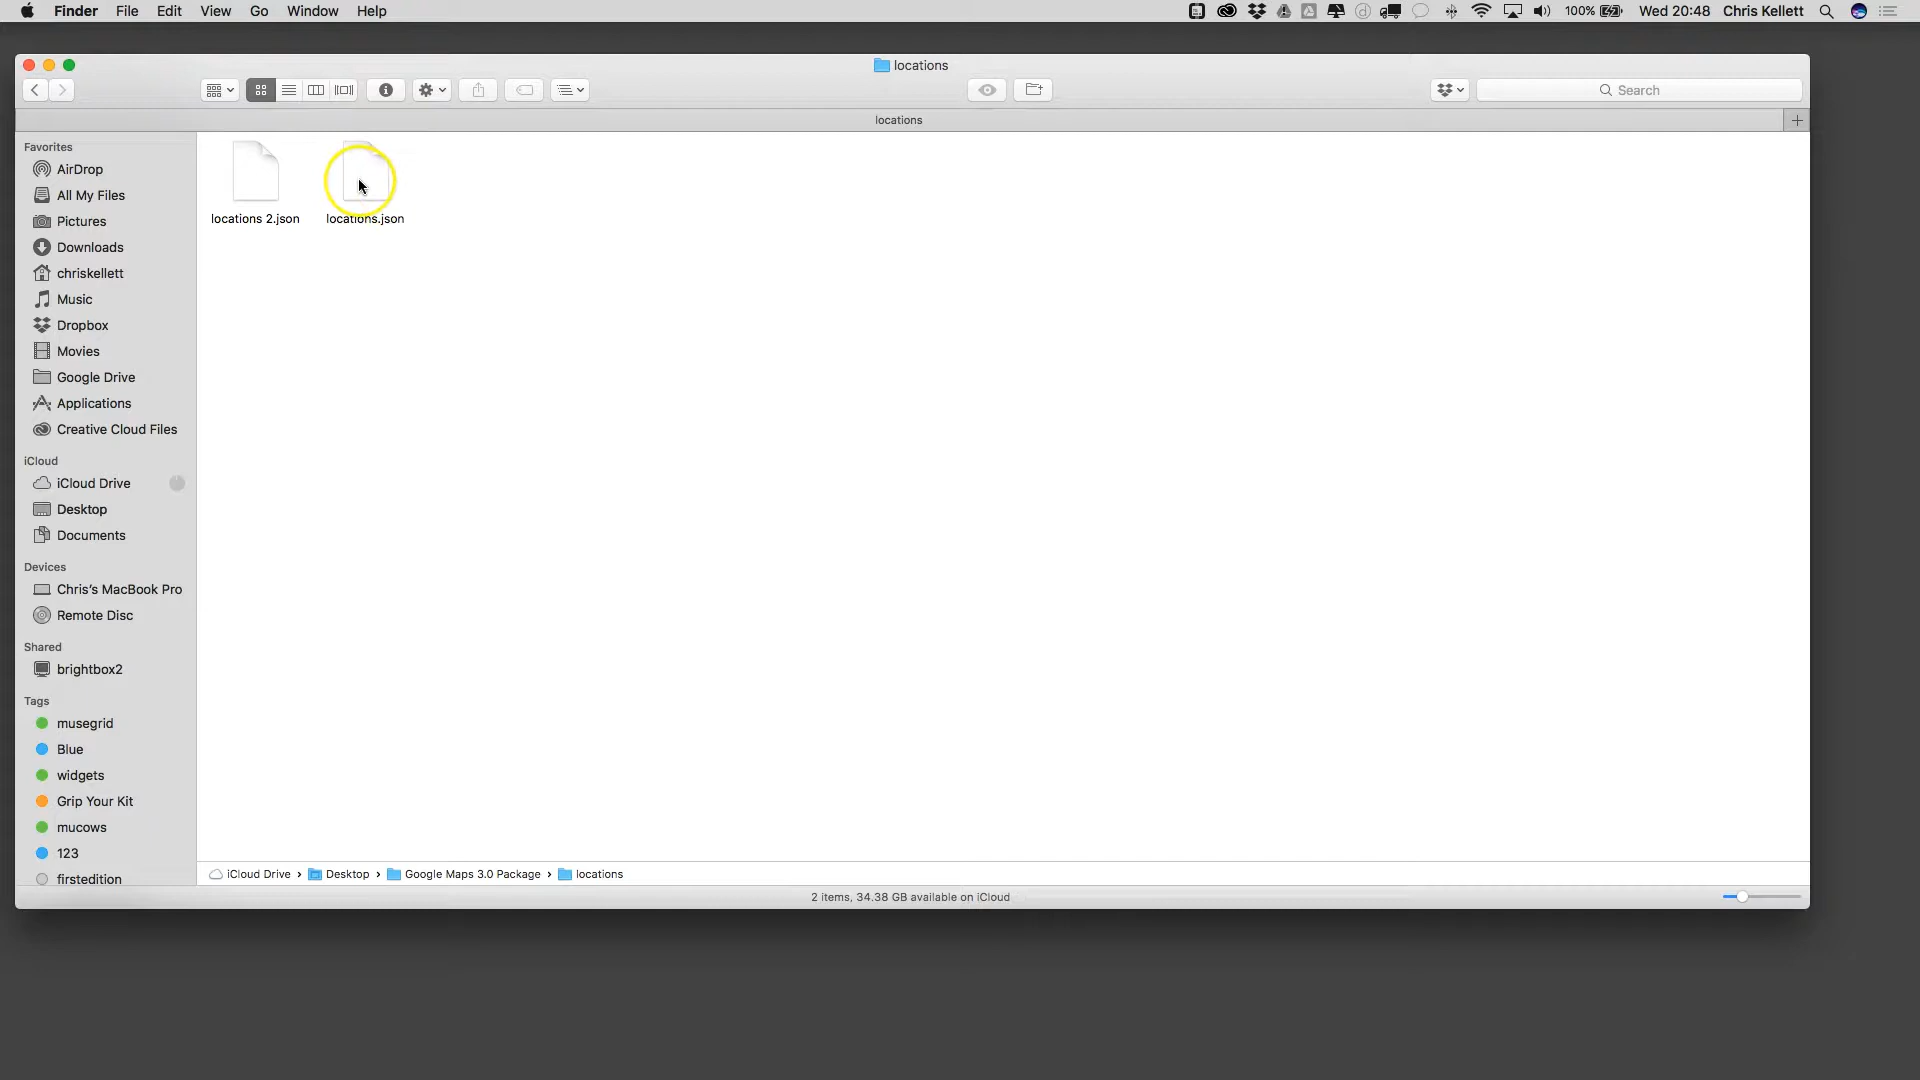 Finder File Edit View Go Window Help
100% Wed 20:48 Chris Kellett
locations
Search
locations
Favorites
AirDrop
All My Files
Pictures
Downloads
chriskellett
Music
Dropbox
Movies
Google Drive
Applications
Creative Cloud Files
iCloud
iCloud Drive
Desktop
Documents
Devices
Chris's MacBook Pro
Remote Disc
Shared
brightbox2
Tags
musegrid
Blue
widgets
Grip Your Kit
mucows
123
firstedition
locations 2.json
locations.json
iCloud Drive › Desktop › Google Maps 3.0 Package › locations
2 items, 34.38 GB available on iCloud